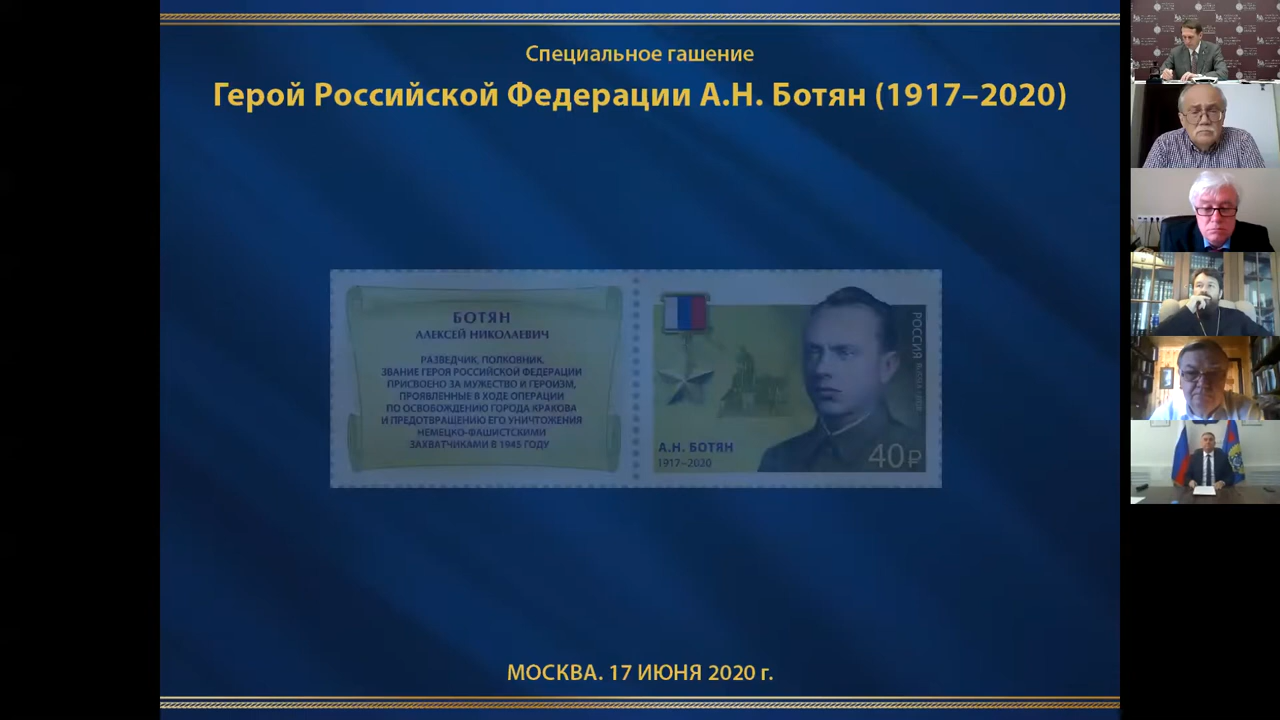 Специальное гашение
Герой Российской Федерации А.Н. Ботян (1917–2020)
БОТЯН
АЛЕКСЕЙ НИКОЛАЕВИЧ
РАЗВЕДЧИК, ПОЛКОВНИК.
ЗВАНИЕ ГЕРОЯ РОССИЙСКОЙ ФЕДЕРАЦИИ
ПРИСВОЕНО ЗА МУЖЕСТВО И ГЕРОИЗМ,
ПРОЯВЛЕННЫЕ В ХОДЕ ОПЕРАЦИИ
ПО ОСВОБОЖДЕНИЮ ГОРОДА КРАКОВА
И ПРЕДОТВРАЩЕНИЮ ЕГО УНИЧТОЖЕНИЯ
НЕМЕЦКО-ФАШИСТСКИМИ
ЗАХВАТЧИКАМИ В 1945 ГОДУ
РОССИЯ
А.Н. БОТЯН
1917–2020
40₽
МОСКВА. 17 ИЮНЯ 2020 г.